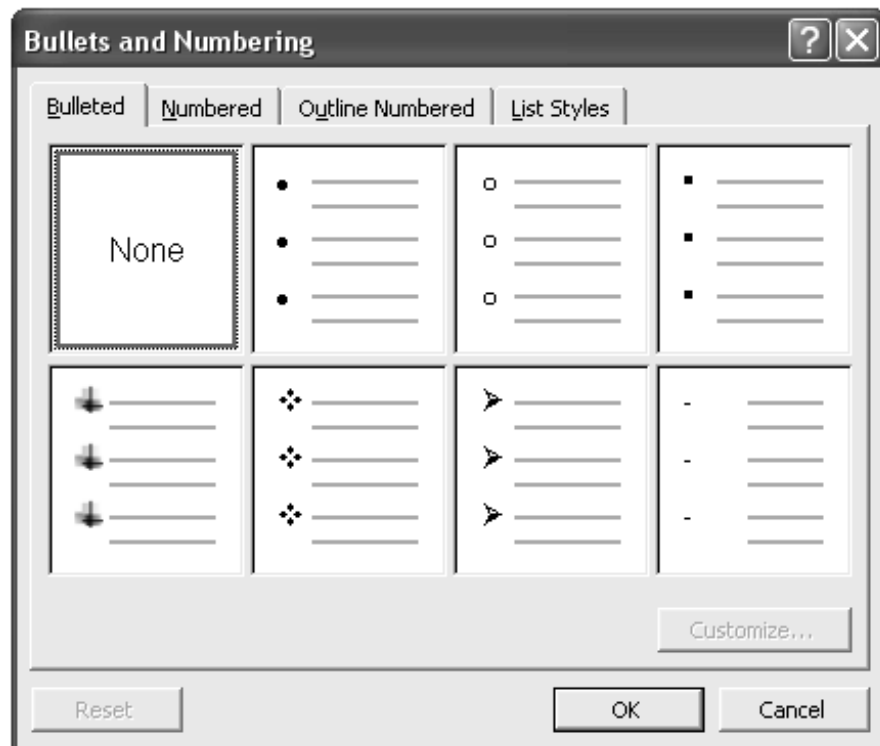 Bullets and Numbering
Bulleted Numbered Outline Numbered List Styles
None
Customize...
Reset OK Cancel